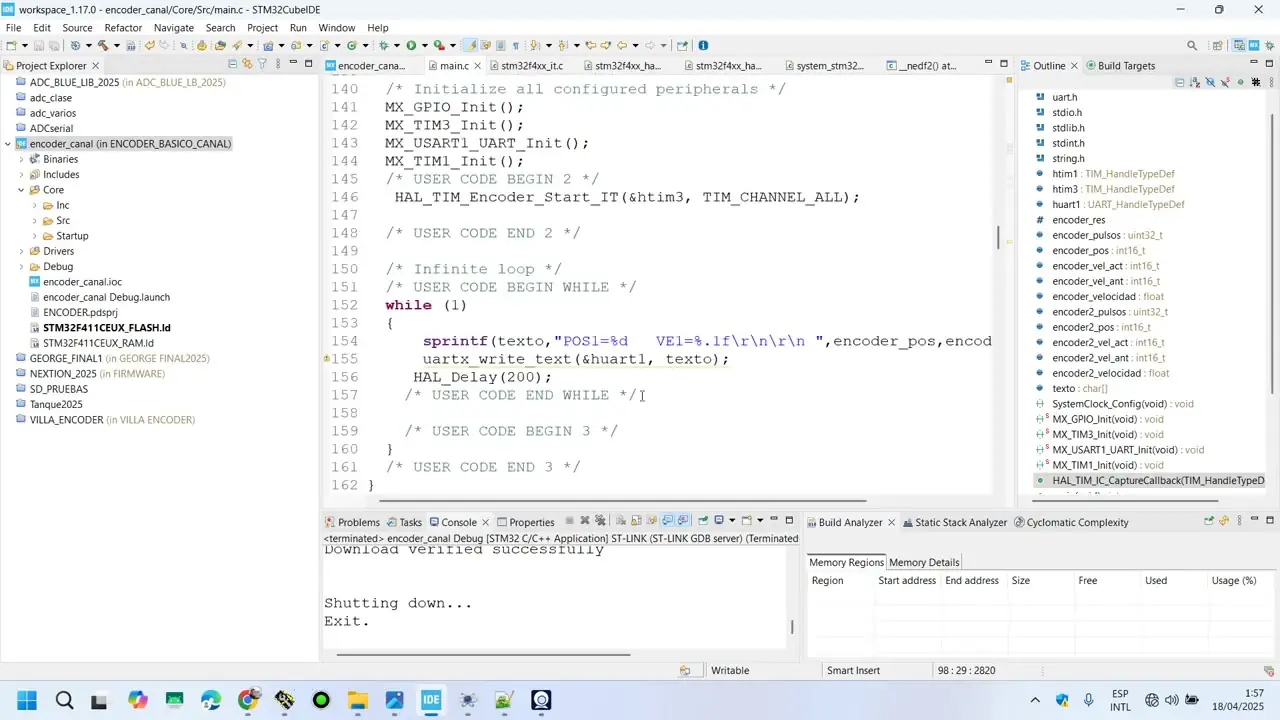 workspace_1.17.0 - encoder_canal/Core/Src/main.c - STM32CubeIDE
File Edit Source Refactor Navigate Search Project Run Window Help
Project Explorer
ADC_BLUE_LIB_2025 (in ADC_BLUE_LIB_2025)
adc_clase
adc_varios
ADCserial
encoder_canal (in ENCODER_BASICO_CANAL)
Binaries
Includes
Core
Inc
Src
Startup
Drivers
Debug
encoder_canal.ioc
encoder_canal Debug.launch
ENCODER.pdsprj
STM32F411CEUX_FLASH.ld
STM32F411CEUX_RAM.ld
GEORGE_FINAL1 (in GEORGE FINAL2025)
NEXTION_2025 (in FIRMWARE)
SD_PRUEBAS
Tanque2025
VILLA_ENCODER (in VILLA ENCODER)
encoder_cana... main.c stm32f4xx_it.c stm32f4xx_ha... stm32f4xx_ha... system_stm32... __nedf2() at...
140 /* Initialize all configured peripherals */
141 MX_GPIO_Init();
142 MX_TIM3_Init();
143 MX_USART1_UART_Init();
144 MX_TIM1_Init();
145 /* USER CODE BEGIN 2 */
146 HAL_TIM_Encoder_Start_IT(&htim3, TIM_CHANNEL_ALL);
147
148 /* USER CODE END 2 */
149
150 /* Infinite loop */
151 /* USER CODE BEGIN WHILE */
152 while (1)
153 {
154 sprintf(texto,"POS1=%d   VE1=%.1f\r\n\r\n ",encoder_pos,encod
155 uartx_write_text(&huart1, texto);
156 HAL_Delay(200);
157 /* USER CODE END WHILE */
158
159 /* USER CODE BEGIN 3 */
160 }
161 /* USER CODE END 3 */
162 }
Outline Build Targets
uart.h
stdio.h
stdlib.h
stdint.h
string.h
htim1 : TIM_HandleTypeDef
htim3 : TIM_HandleTypeDef
huart1 : UART_HandleTypeDef
encoder_res
encoder_pulsos : uint32_t
encoder_pos : int16_t
encoder_vel_act : int16_t
encoder_vel_ant : int16_t
encoder_velocidad : float
encoder2_pulsos : uint32_t
encoder2_pos : int16_t
encoder2_vel_act : int16_t
encoder2_vel_ant : int16_t
encoder2_velocidad : float
texto : char[]
SystemClock_Config(void) : void
MX_GPIO_Init(void) : void
MX_TIM3_Init(void) : void
MX_USART1_UART_Init(void) : void
MX_TIM1_Init(void) : void
HAL_TIM_IC_CaptureCallback(TIM_HandleTypeD
Problems Tasks Console Properties
<terminated> encoder_canal Debug [STM32 C/C++ Application] ST-LINK (ST-LINK GDB server) (Terminated
Download verified successfully
Shutting down...
Exit.
Build Analyzer Static Stack Analyzer Cyclomatic Complexity
Memory Regions Memory Details
Region Start address End address Size Free Used Usage (%)
Writable Smart Insert 98 : 29 : 2820
IDE
ESP
INTL
1:57
18/04/2025